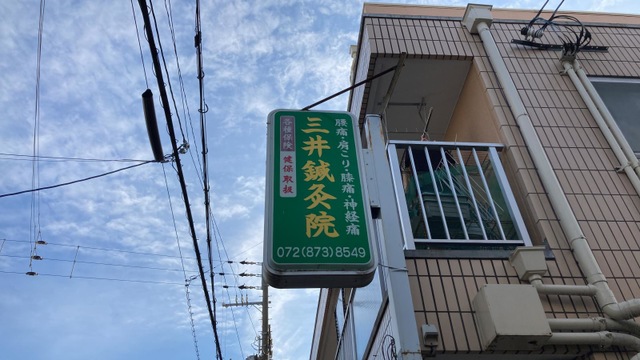 腰痛・肩こり・膝痛・神経痛
三井鍼灸院
各種保険
健保取扱
072(873)8549